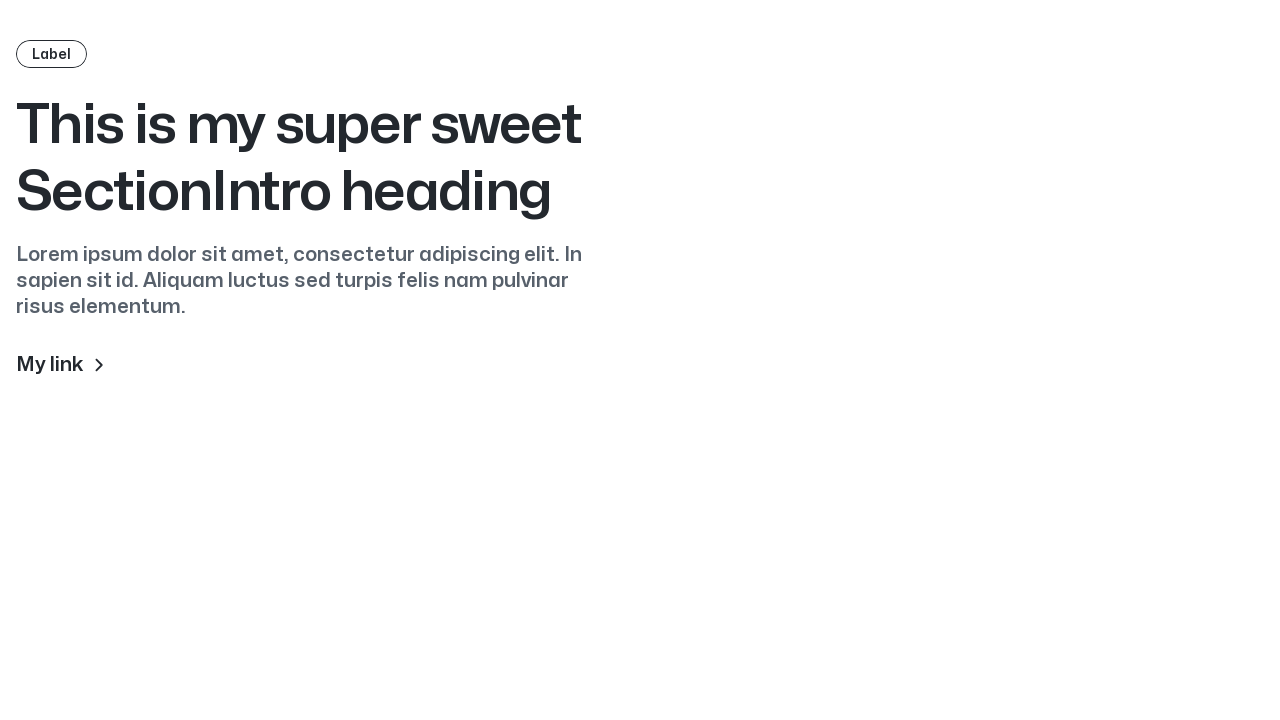 Label
This is my super sweet
SectionIntro heading
Lorem ipsum dolor sit amet, consectetur adipiscing elit. In
sapien sit id. Aliquam luctus sed turpis felis nam pulvinar
risus elementum.
My link